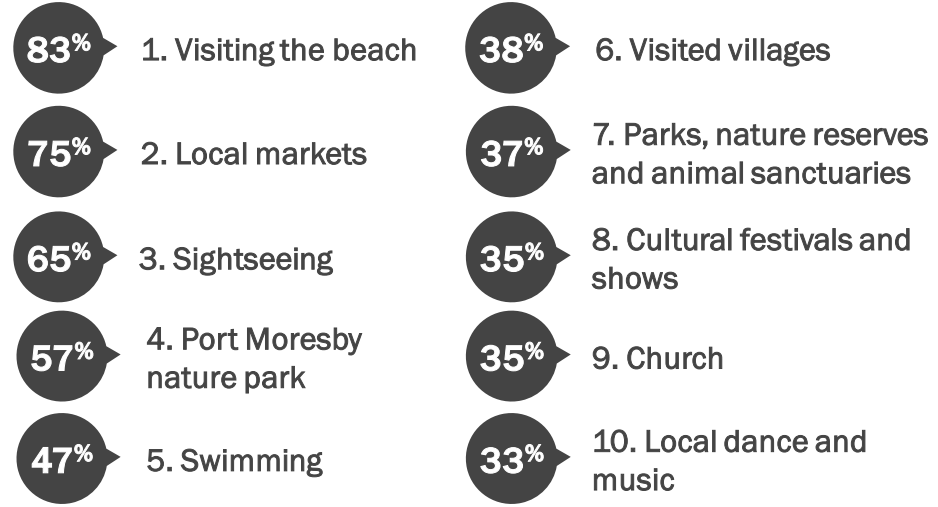 83%
1. Visiting the beach
75%
2. Local markets
65%
3. Sightseeing
57%
4. Port Moresby
nature park
47%
5. Swimming
38%
6. Visited villages
37%
7. Parks, nature reserves
and animal sanctuaries
35%
8. Cultural festivals and
shows
35%
9. Church
33%
10. Local dance and
music